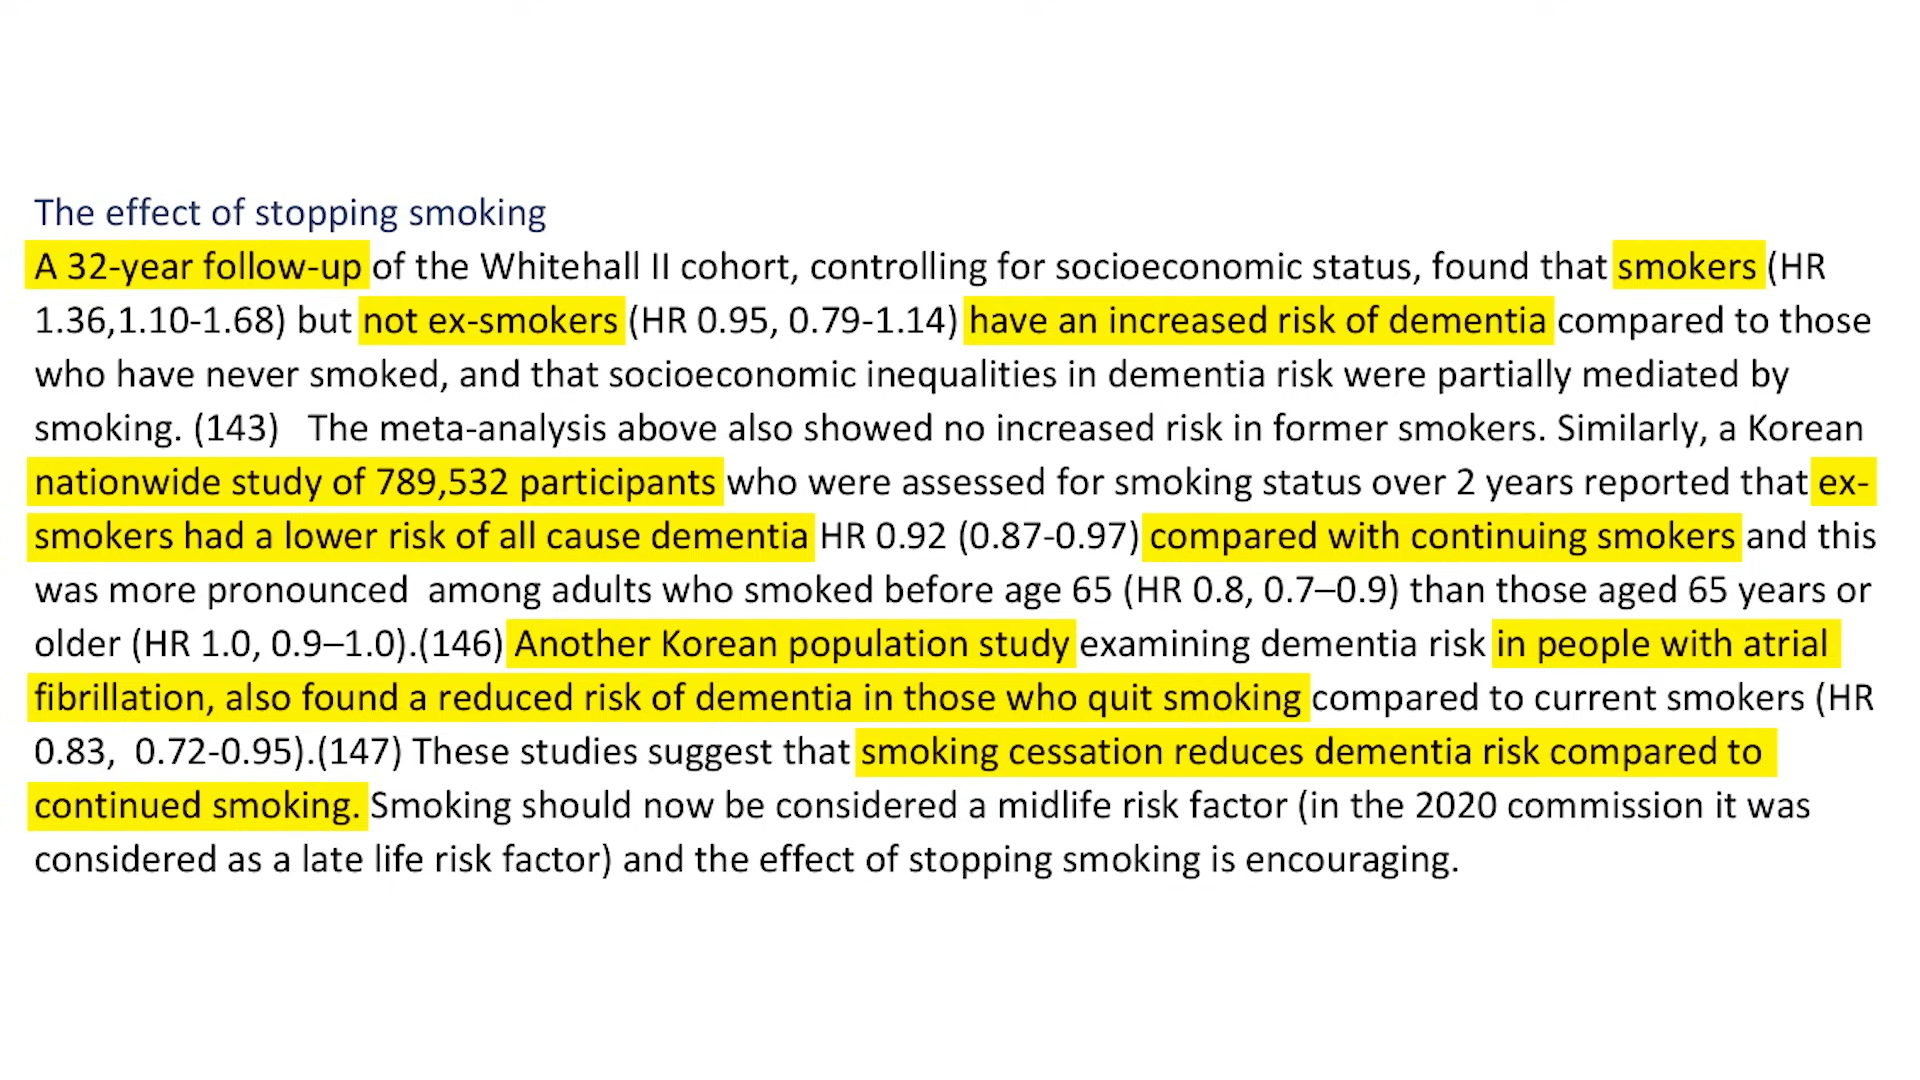 The effect of stopping smoking
A 32-year follow-up of the Whitehall II cohort, controlling for socioeconomic status, found that smokers (HR
1.36,1.10-1.68) but not ex-smokers (HR 0.95, 0.79-1.14) have an increased risk of dementia compared to those
who have never smoked, and that socioeconomic inequalities in dementia risk were partially mediated by
smoking. (143)   The meta-analysis above also showed no increased risk in former smokers. Similarly, a Korean
nationwide study of 789,532 participants who were assessed for smoking status over 2 years reported that ex-
smokers had a lower risk of all cause dementia HR 0.92 (0.87-0.97) compared with continuing smokers and this
was more pronounced  among adults who smoked before age 65 (HR 0.8, 0.7–0.9) than those aged 65 years or
older (HR 1.0, 0.9–1.0).(146) Another Korean population study examining dementia risk in people with atrial
fibrillation, also found a reduced risk of dementia in those who quit smoking compared to current smokers (HR
0.83,  0.72-0.95).(147) These studies suggest that smoking cessation reduces dementia risk compared to
continued smoking. Smoking should now be considered a midlife risk factor (in the 2020 commission it was
considered as a late life risk factor) and the effect of stopping smoking is encouraging.